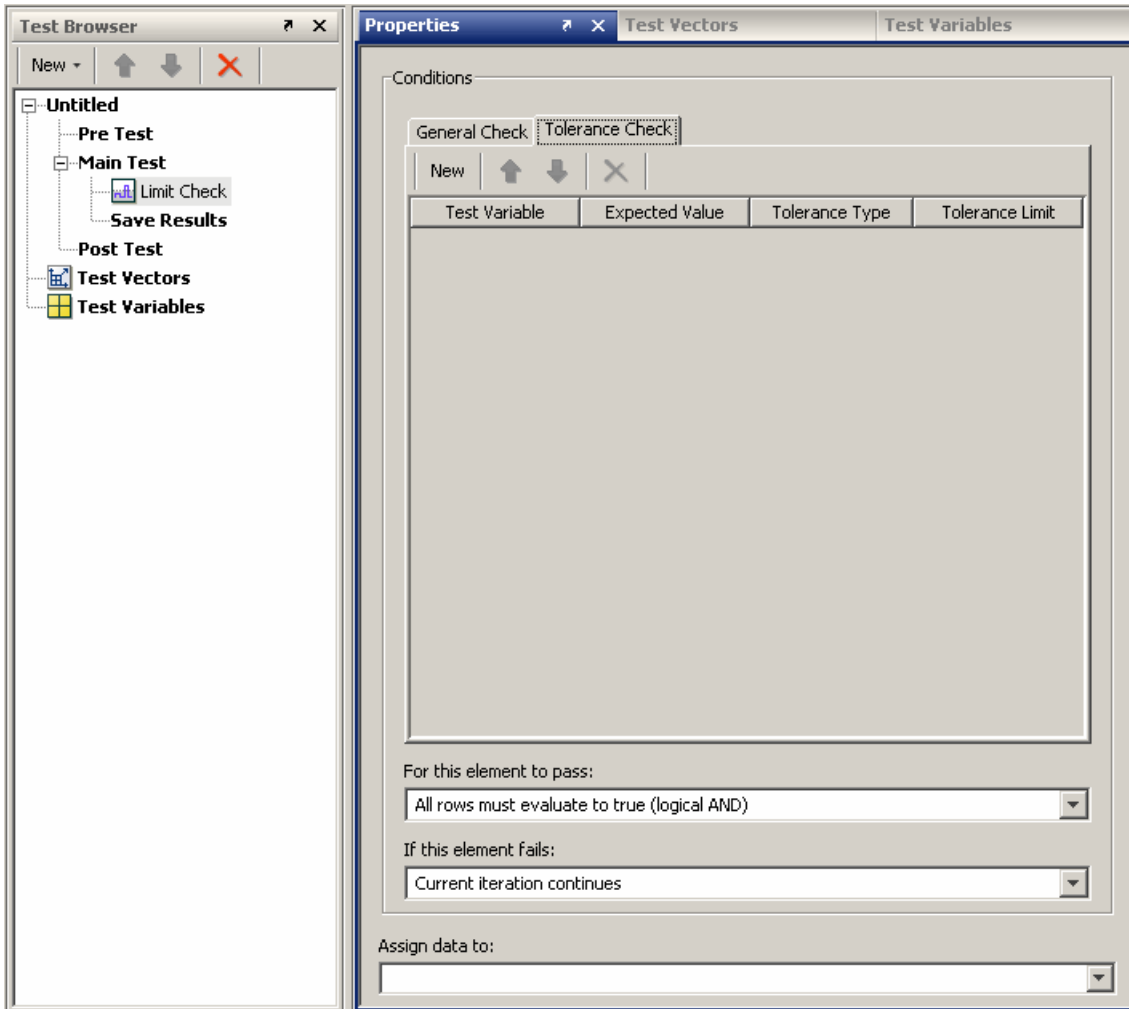 Test Browser
New
Untitled
Pre Test
Main Test
Limit Check
Save Results
Post Test
Test Vectors
Test Variables
Properties
Test Vectors
Test Variables
Conditions
General Check
Tolerance Check
New
Test Variable
Expected Value
Tolerance Type
Tolerance Limit
For this element to pass:
All rows must evaluate to true (logical AND)
If this element fails:
Current iteration continues
Assign data to: